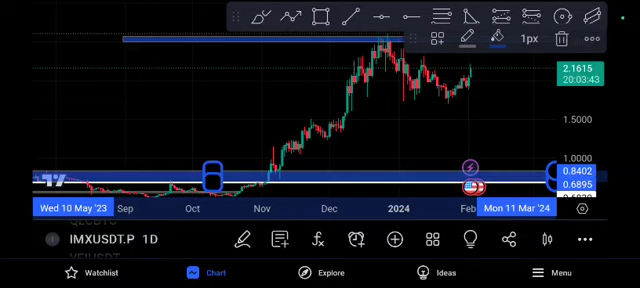 1px
2.1615
20:03:43
1.5000
1.0000
0.8402
0.6895
Wed 10 May '23 Sep Oct Nov Dec 2024 Feb Mon 11 Mar '24
IMXUSDT.P 1D
Watchlist Chart Explore Ideas Menu